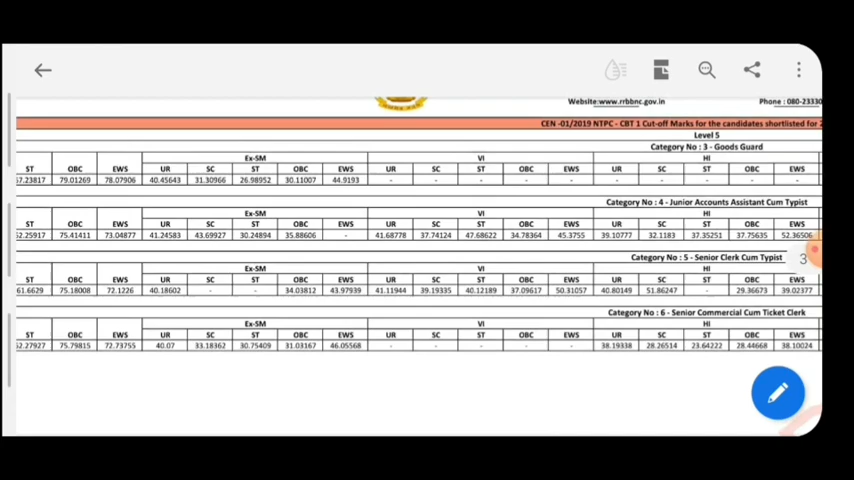 Website:www.rrbbnc.gov.in Phone : 080-23330
CEN -01/2019 NTPC - CBT 1 Cut-off Marks for the candidates shortlisted for 2
Level 5
Category No : 3 - Goods Guard
Ex-SM VI HI
ST OBC EWS UR SC ST OBC EWS UR SC ST OBC EWS UR SC ST OBC EWS
57.23817 79.01269 78.07906 40.45643 31.30966 26.98952 30.11007 44.9193 - - - - - - - - - -
Category No : 4 - Junior Accounts Assistant Cum Typist
Ex-SM VI HI
ST OBC EWS UR SC ST OBC EWS UR SC ST OBC EWS UR SC ST OBC EWS
62.25917 75.41411 73.04877 41.24583 43.69927 30.24894 35.88606 - 41.68778 37.74124 47.68622 34.78364 45.3755 39.10777 32.1183 37.35251 37.75635 52.36506
Category No : 5 - Senior Clerk Cum Typist
3
Ex-SM VI HI
ST OBC EWS UR SC ST OBC EWS UR SC ST OBC EWS UR SC ST OBC EWS
61.6629 75.18008 72.1226 40.18602 - - 34.03812 43.97939 41.11944 39.19335 40.12189 37.09617 50.31057 40.80149 51.86247 - 29.36673 39.02377
Category No : 6 - Senior Commercial Cum Ticket Clerk
Ex-SM VI HI
ST OBC EWS UR SC ST OBC EWS UR SC ST OBC EWS UR SC ST OBC EWS
62.27927 75.79815 72.73755 40.07 33.18362 30.75409 31.03167 46.05568 - - - - - 38.19338 28.26514 23.64222 28.44668 38.10024